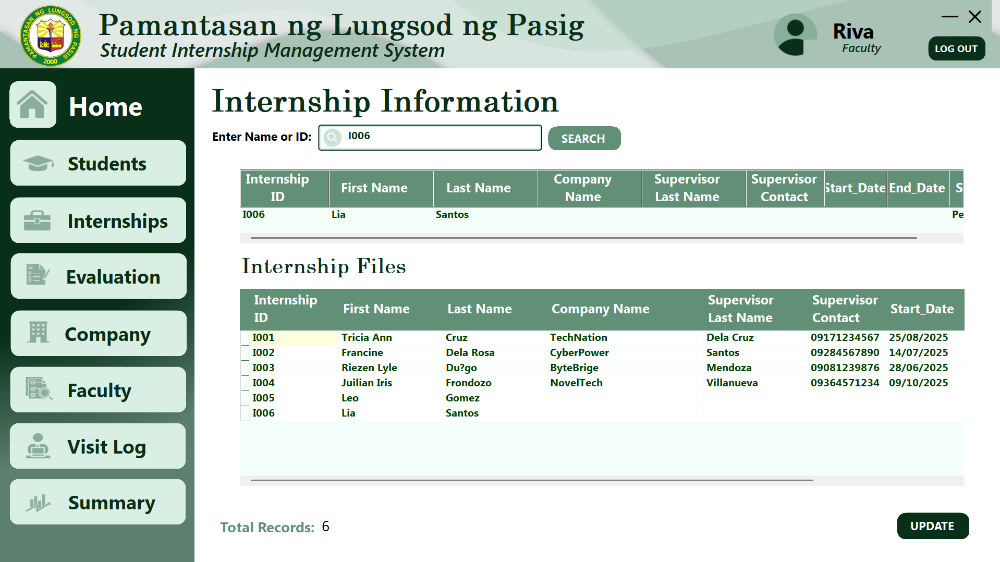 PAMANTASAN NG LUNGSOD NG PASIG
2000
Pamantasan ng Lungsod ng Pasig
Student Internship Management System
Riva
Faculty
LOG OUT
Home
Students
Internships
Evaluation
Company
Faculty
Visit Log
Summary
Internship Information
Enter Name or ID: I006 SEARCH
Internship ID First Name Last Name Company Name Supervisor Last Name Supervisor Contact Start_Date End_Date S
I006 Lia Santos Pe
Internship Files
Internship ID First Name Last Name Company Name Supervisor Last Name Supervisor Contact Start_Date
I001 Tricia Ann Cruz TechNation Dela Cruz 09171234567 25/08/2025
I002 Francine Dela Rosa CyberPower Santos 09284567890 14/07/2025
I003 Riezen Lyle Du?go ByteBrige Mendoza 09081239876 28/06/2025
I004 Juilian Iris Frondozo NovelTech Villanueva 09364571234 09/10/2025
I005 Leo Gomez
I006 Lia Santos
Total Records: 6
UPDATE